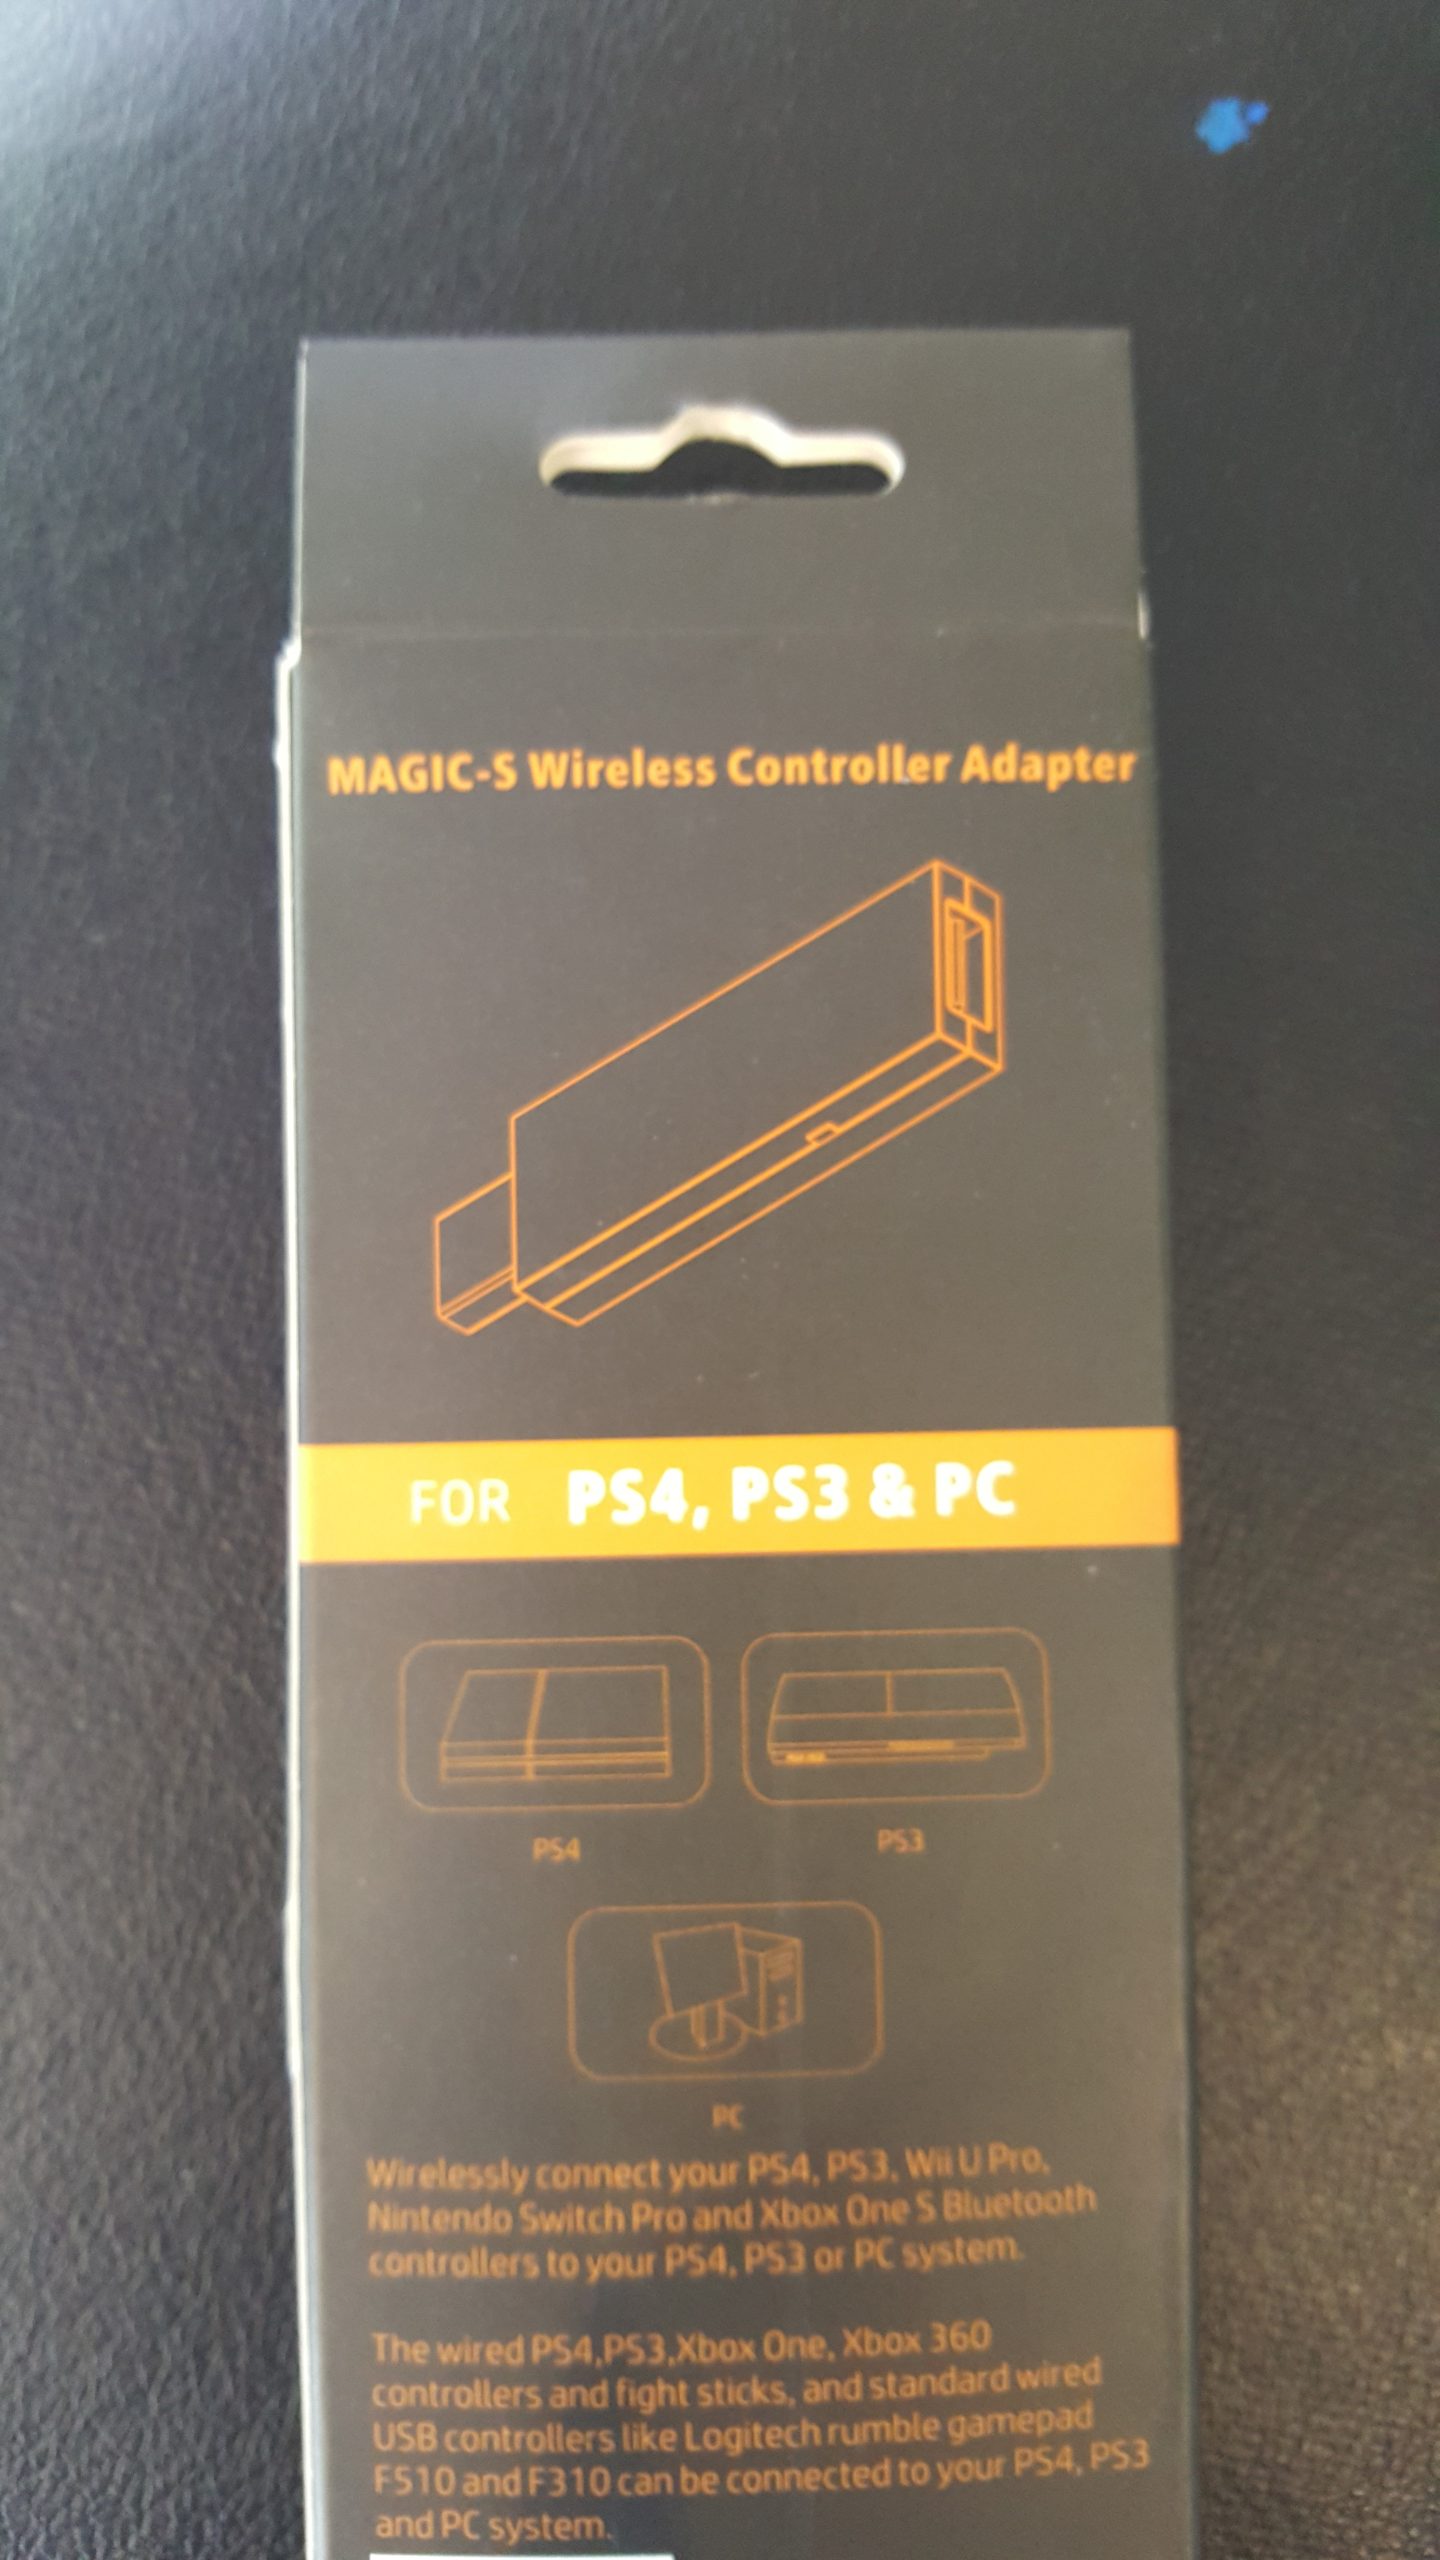 MAGIC-S Wireless Controller Adapter
FOR PS4, PS3 & PC
PS4
PS3
PC
Wirelessly connect your PS4, PS3, Wii U Pro,
Nintendo Switch Pro and Xbox One S Bluetooth
controllers to your PS4, PS3 or PC system.
The wired PS4,PS3,Xbox One, Xbox 360
controllers and fight sticks, and standard wired
USB controllers like Logitech rumble gamepad
F510 and F310 can be connected to your PS4, PS3
and PC system.